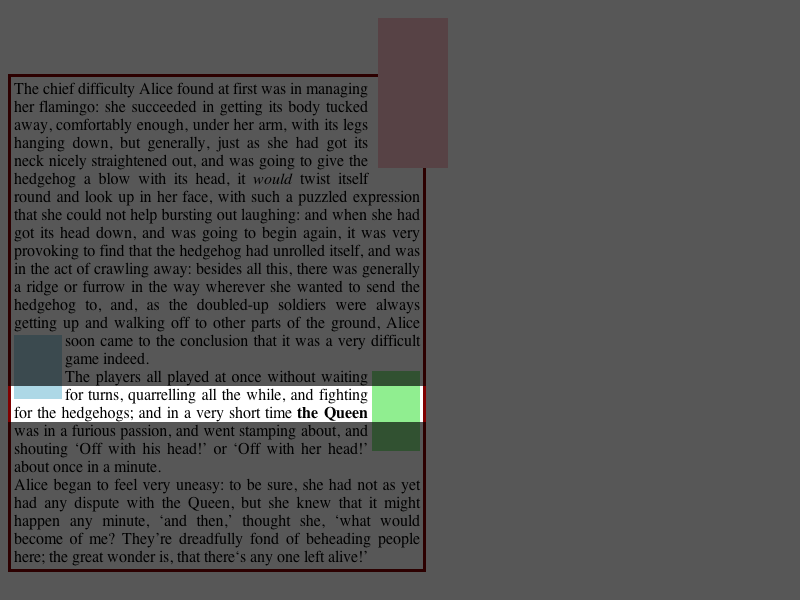 The chief difficulty Alice found at first was in managing
her flamingo: she succeeded in getting its body tucked
away, comfortably enough, under her arm, with its legs
hanging down, but generally, just as she had got its
neck nicely straightened out, and was going to give the
hedgehog a blow with its head, it would twist itself
round and look up in her face, with such a puzzled expression
that she could not help bursting out laughing: and when she had
got its head down, and was going to begin again, it was very
provoking to find that the hedgehog had unrolled itself, and was
in the act of crawling away: besides all this, there was generally
a ridge or furrow in the way wherever she wanted to send the
hedgehog to, and, as the doubled-up soldiers were always
getting up and walking off to other parts of the ground, Alice
soon came to the conclusion that it was a very difficult
game indeed.
The players all played at once without waiting
for turns, quarrelling all the while, and fighting
for the hedgehogs; and in a very short time the Queen
was in a furious passion, and went stamping about, and
shouting ‘Off with his head!’ or ‘Off with her head!’
about once in a minute.
Alice began to feel very uneasy: to be sure, she had not as yet
had any dispute with the Queen, but she knew that it might
happen any minute, ‘and then,’ thought she, ‘what would
become of me? They’re dreadfully fond of beheading people
here; the great wonder is, that there‘s any one left alive!’